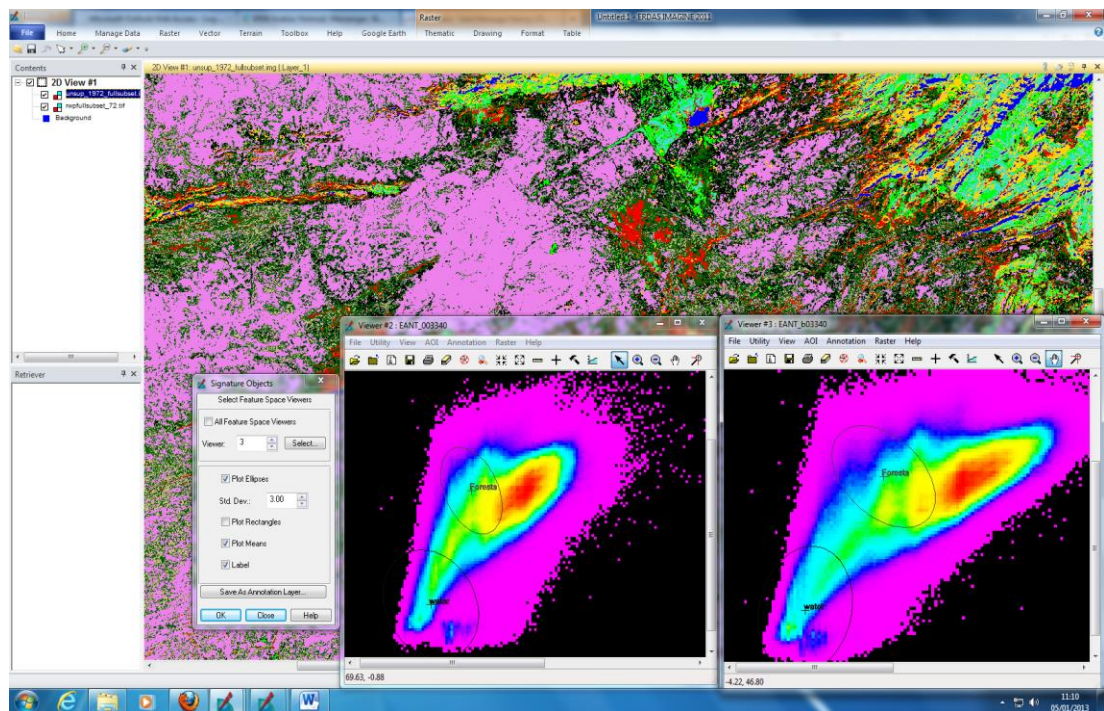 Raster
Untitled:1 - ERDAS IMAGINE 2011
File Home Manage Data Raster Vector Terrain Toolbox Help Google Earth Thematic Drawing Format Table
Contents
2D View #1: unsup_1972_fullsubset.img (Layer_1)
2D View #1
unsup_1972_fullsubset.i
rwpfullsubset_72.tif
Background
Retriever
Signature Objects
Select Feature Space Viewers
All Feature Space Viewers
Viewer: 3 Select...
Plot Ellipses
Std. Dev.: 3.00
Plot Rectangles
Plot Means
Label
Save As Annotation Layer...
OK Close Help
Viewer #2 : EANT_003340
File Utility View AOI Annotation Raster Help
Foresta
water
69.63, -0.88
Viewer #3 : EANT_b03340
File Utility View AOI Annotation Raster Help
Foresta
water
-4.22, 46.80
11:10
05/01/2013